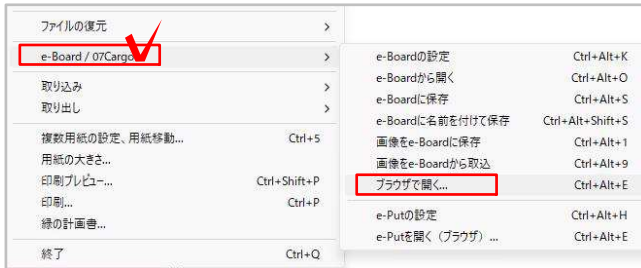 ファイルの復元 >
e-Board / 07Cargo >
取り込み >
取り出し >
複数用紙の設定、用紙移動... Ctrl+5
用紙の大きさ...
印刷プレビュー... Ctrl+Shift+P
印刷... Ctrl+P
緑の計画書...
終了 Ctrl+Q
e-Boardの設定 Ctrl+Alt+K
e-Boardから開く Ctrl+Alt+O
e-Boardに保存 Ctrl+Alt+S
e-Boardに名前を付けて保存 Ctrl+Alt+Shift+S
画像をe-Boardに保存 Ctrl+Alt+1
画像をe-Boardから取込 Ctrl+Alt+9
ブラウザで開く... Ctrl+Alt+E
e-Putの設定 Ctrl+Alt+H
e-Putを開く（ブラウザ）... Ctrl+Alt+E